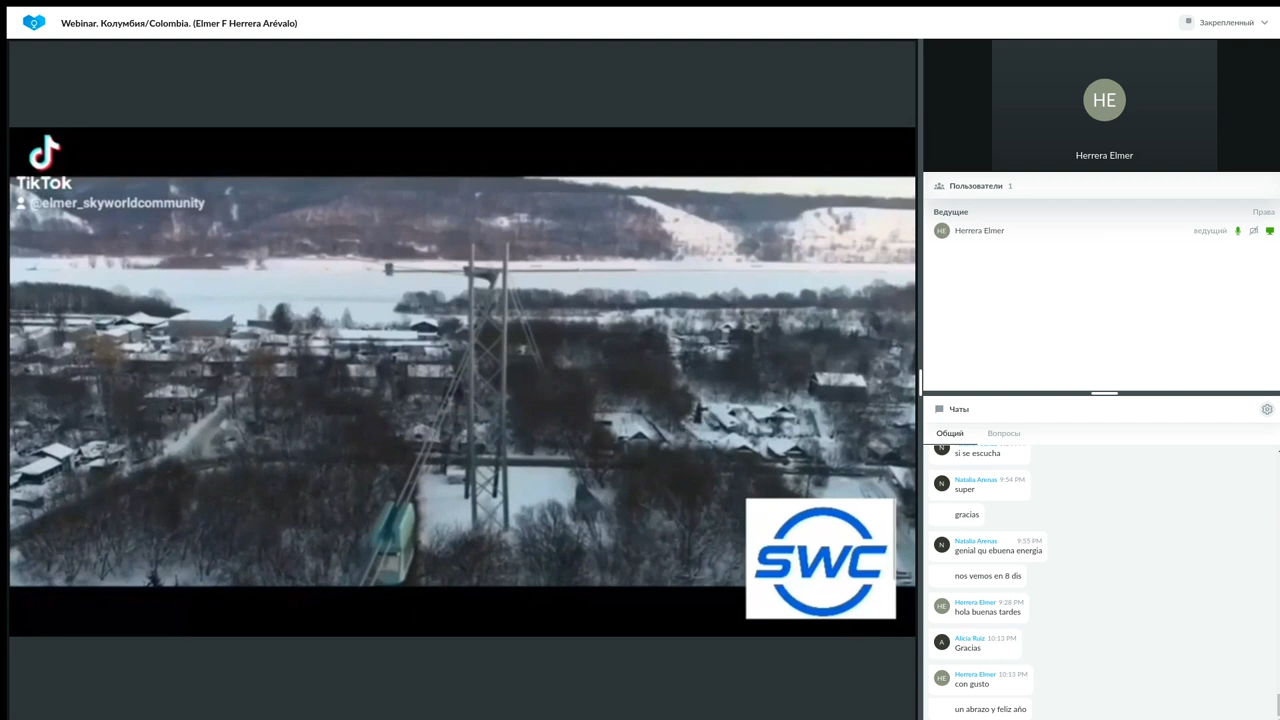 Webinar. Колумбия/Colombia. (Elmer F Herrera Arévalo)
Закрепленный
TikTok
@elmer_skyworldcommunity
SWC
HE
Herrera Elmer
Пользователи 1
Ведущие Права
HE Herrera Elmer ведущий
Чаты
Общий Вопросы
N
si se escucha
N Natalia Arenas 9:54 PM
super
gracias
N Natalia Arenas 9:55 PM
genial qu ebuena energia
nos vemos en 8 dis
HE Herrera Elmer 9:28 PM
hola buenas tardes
A Alicia Ruiz 10:13 PM
Gracias
HE Herrera Elmer 10:13 PM
con gusto
un abrazo y feliz año